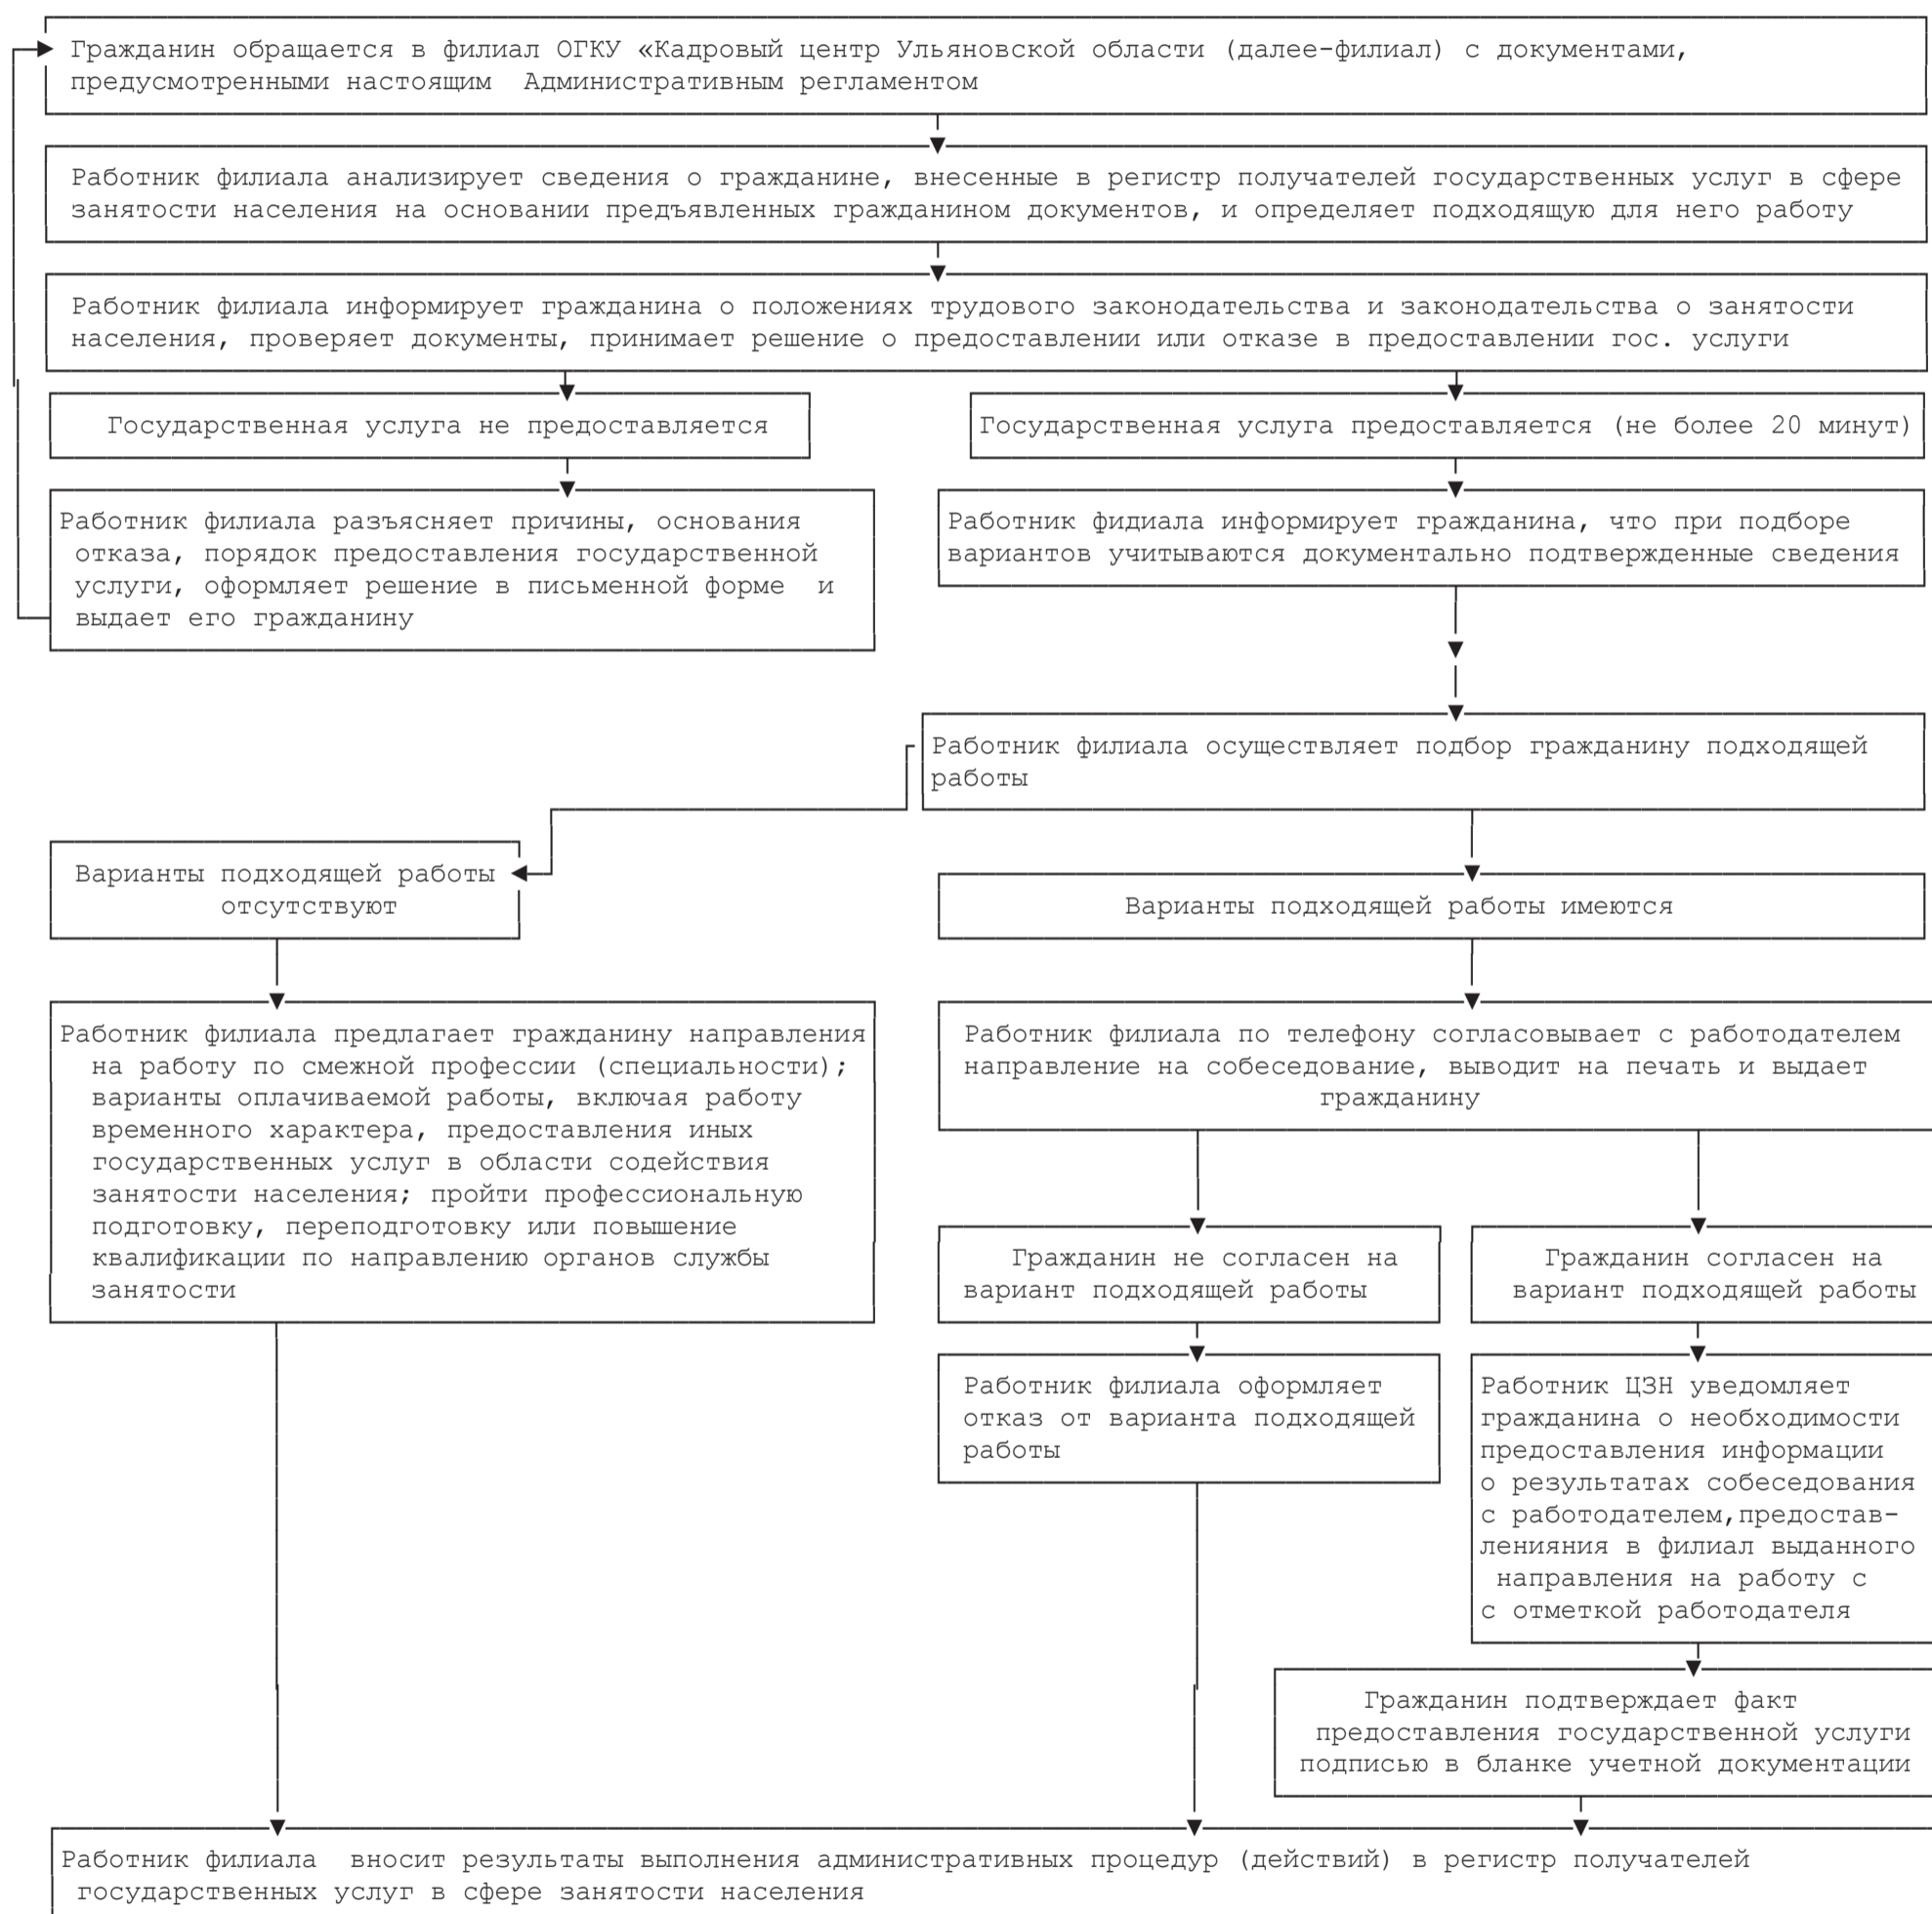 Гражданин обращается в филиал ОГКУ «Кадровый центр Ульяновской области (далее-филиал) с документами,
предусмотренными настоящим Административным регламентом
Работник филиала анализирует сведения о гражданине, внесенные в регистр получателей государственных услуг в сфере
занятости населения на основании предъявленных гражданином документов, и определяет подходящую для него работу
Работник филиала информирует гражданина о положениях трудового законодательства и законодательства о занятости
населения, проверяет документы, принимает решение о предоставлении или отказе в предоставлении гос. услуги
Государственная услуга не предоставляется
Государственная услуга предоставляется (не более 20 минут)
Работник филиала разъясняет причины, основания
отказа, порядок предоставления государственной
услуги, оформляет решение в письменной форме и
выдает его гражданину
Работник фидиала информирует гражданина, что при подборе
вариантов учитываются документально подтвержденные сведения
Работник филиала осуществляет подбор гражданину подходящей
работы
Варианты подходящей работы
отсутствуют
Варианты подходящей работы имеются
Работник филиала предлагает гражданину направления
на работу по смежной профессии (специальности);
варианты оплачиваемой работы, включая работу
временного характера, предоставления иных
государственных услуг в области содействия
занятости населения; пройти профессиональную
подготовку, переподготовку или повышение
квалификации по направлению органов службы
занятости
Работник филиала по телефону согласовывает с работодателем
направление на собеседование, выводит на печать и выдает
гражданину
Гражданин не согласен на
вариант подходящей работы
Гражданин согласен на
вариант подходящей работы
Работник филиала оформляет
отказ от варианта подходящей
работы
Работник ЦЗН уведомляет
гражданина о необходимости
предоставления информации
о результатах собеседования
с работодателем,предостав-
ленияния в филиал выданного
направления на работу с
с отметкой работодателя
Гражданин подтверждает факт
предоставления государственной услуги
подписью в бланке учетной документации
Работник филиала вносит результаты выполнения административных процедур (действий) в регистр получателей
государственных услуг в сфере занятости населения